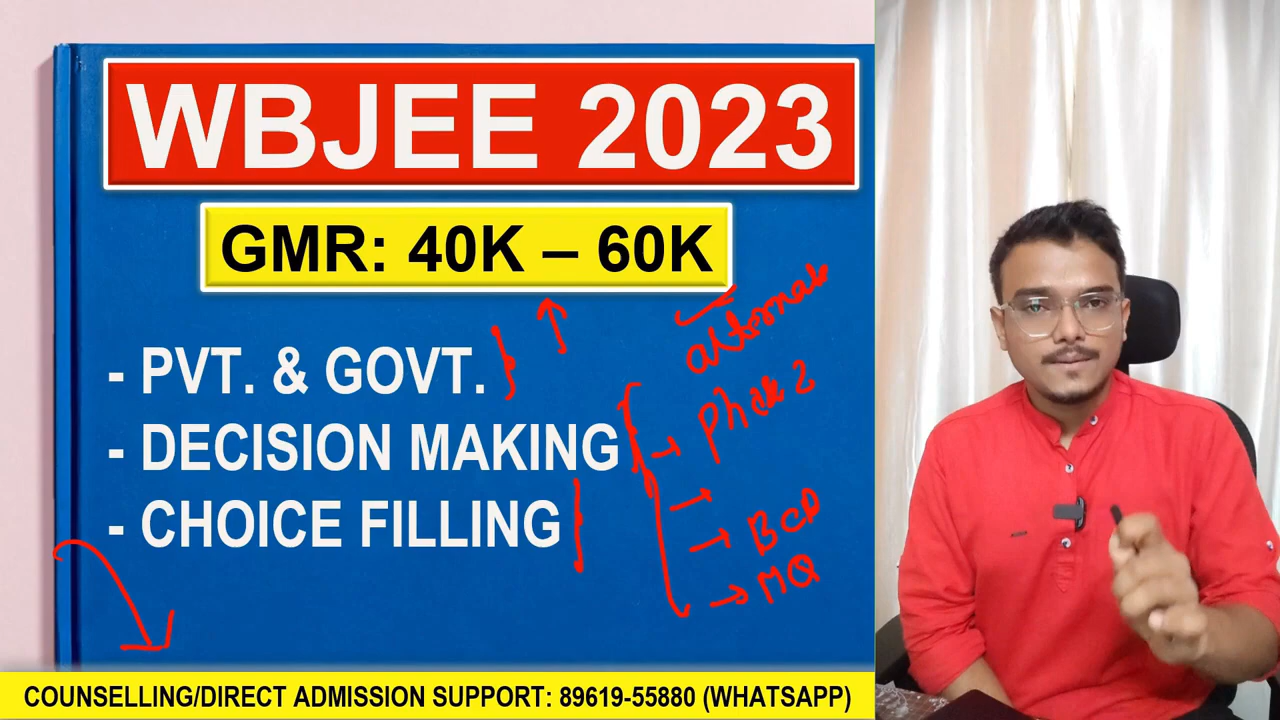 WBJEE 2023
GMR: 40K – 60K
- PVT. & GOVT.
- DECISION MAKING
- CHOICE FILLING
Phase 2
BCD
MQ
COUNSELLING/DIRECT ADMISSION SUPPORT: 89619-55880 (WHATSAPP)